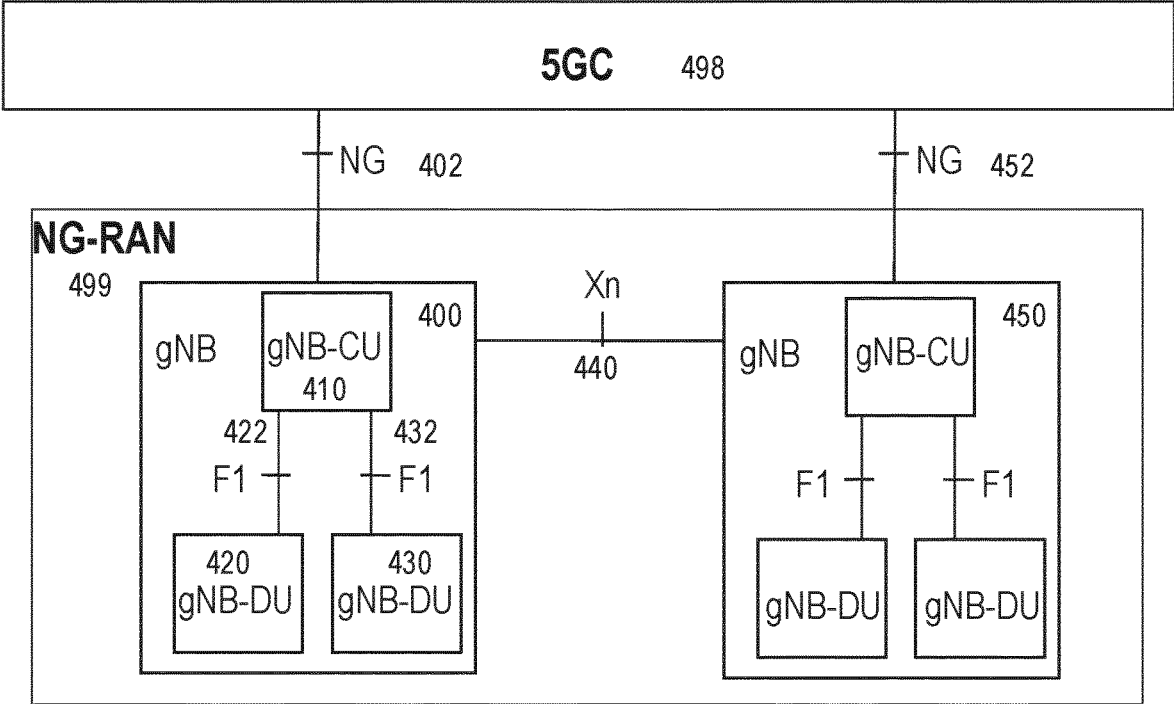 5GC 498
NG 402
NG 452
NG-RAN
499
gNB
gNB-CU
410
400
Xn
440
gNB
gNB-CU
450
422
432
F1
F1
F1
F1
420
gNB-DU
430
gNB-DU
gNB-DU
gNB-DU